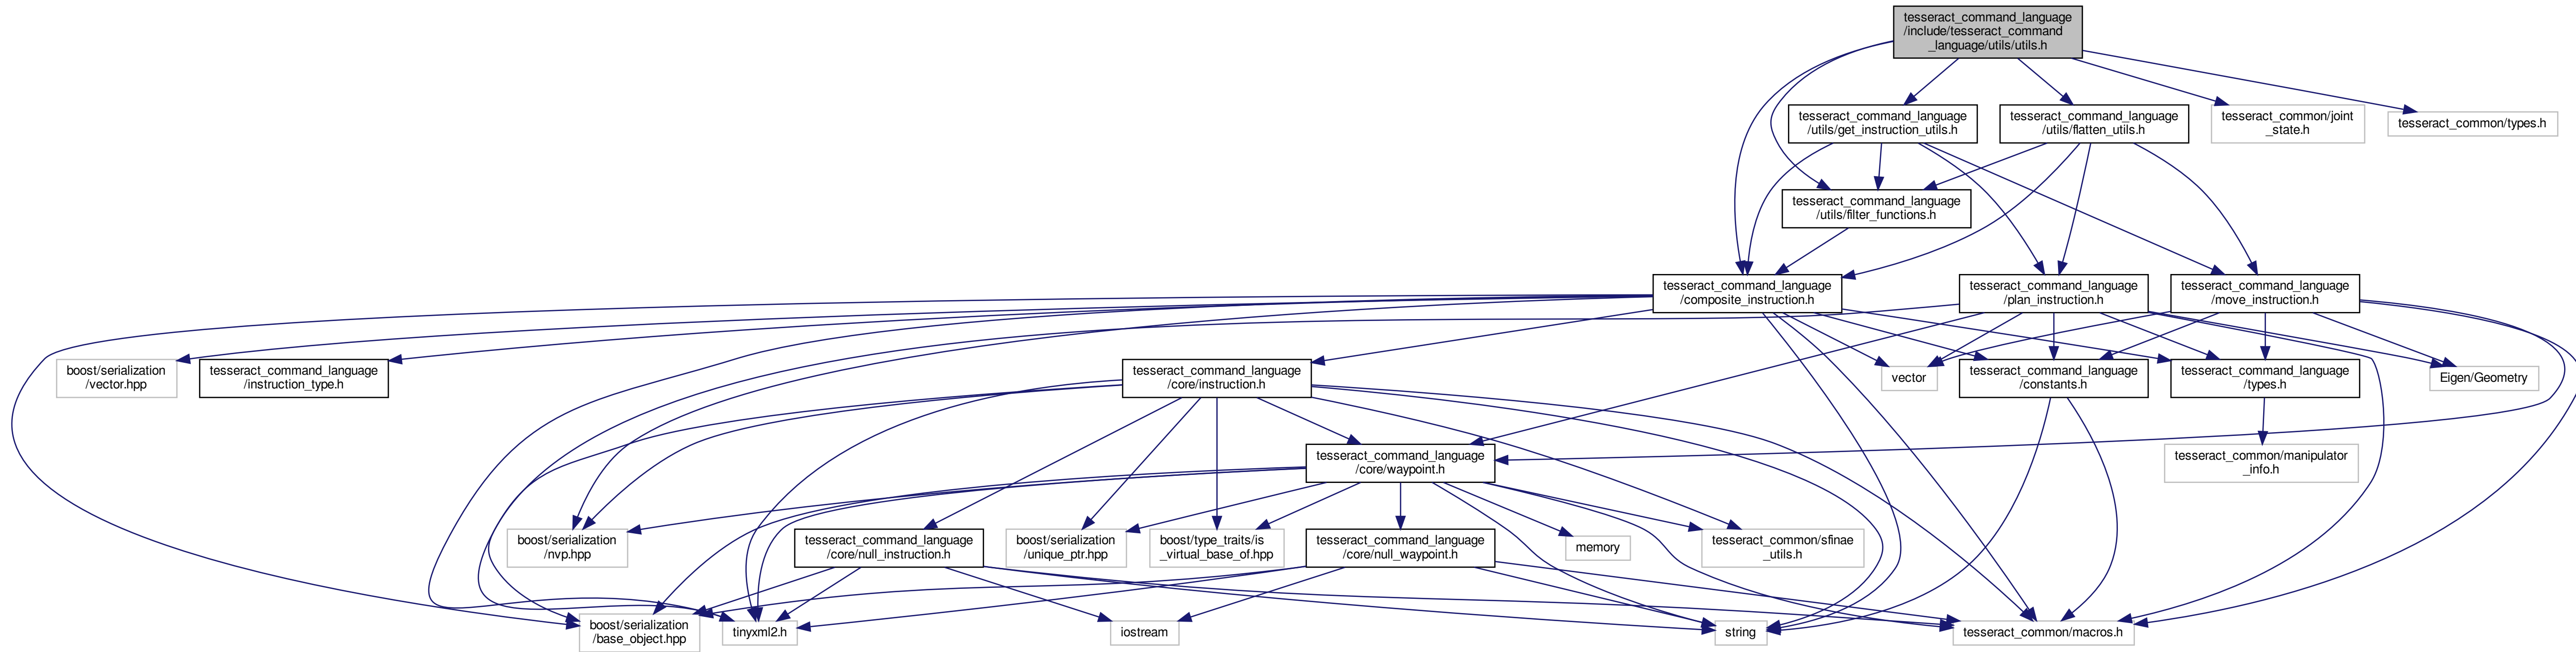 tesseract_command_language
/include/tesseract_command
_language/utils/utils.h
tesseract_command_language
/utils/get_instruction_utils.h
tesseract_command_language
/utils/flatten_utils.h
tesseract_common/joint
_state.h
tesseract_common/types.h
tesseract_command_language
/utils/filter_functions.h
tesseract_command_language
/composite_instruction.h
tesseract_command_language
/plan_instruction.h
tesseract_command_language
/move_instruction.h
boost/serialization
/vector.hpp
tesseract_command_language
/instruction_type.h
tesseract_command_language
/core/instruction.h
vector
tesseract_command_language
/constants.h
tesseract_command_language
/types.h
Eigen/Geometry
tesseract_command_language
/core/waypoint.h
tesseract_common/manipulator
_info.h
boost/serialization
/nvp.hpp
tesseract_command_language
/core/null_instruction.h
boost/serialization
/unique_ptr.hpp
boost/type_traits/is
_virtual_base_of.hpp
tesseract_command_language
/core/null_waypoint.h
memory
tesseract_common/sfinae
_utils.h
boost/serialization
/base_object.hpp
tinyxml2.h
iostream
string
tesseract_common/macros.h